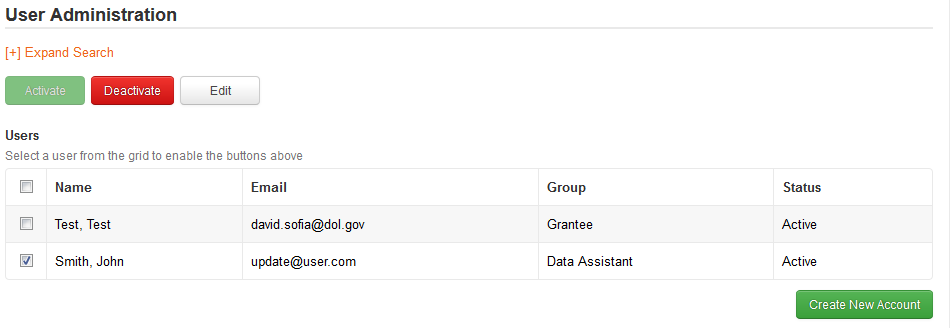 User Administration
[+] Expand Search
Activate Deactivate Edit
Users
Select a user from the grid to enable the buttons above
Name Email Group Status
Test, Test david.sofia@dol.gov Grantee Active
Smith, John update@user.com Data Assistant Active
Create New Account